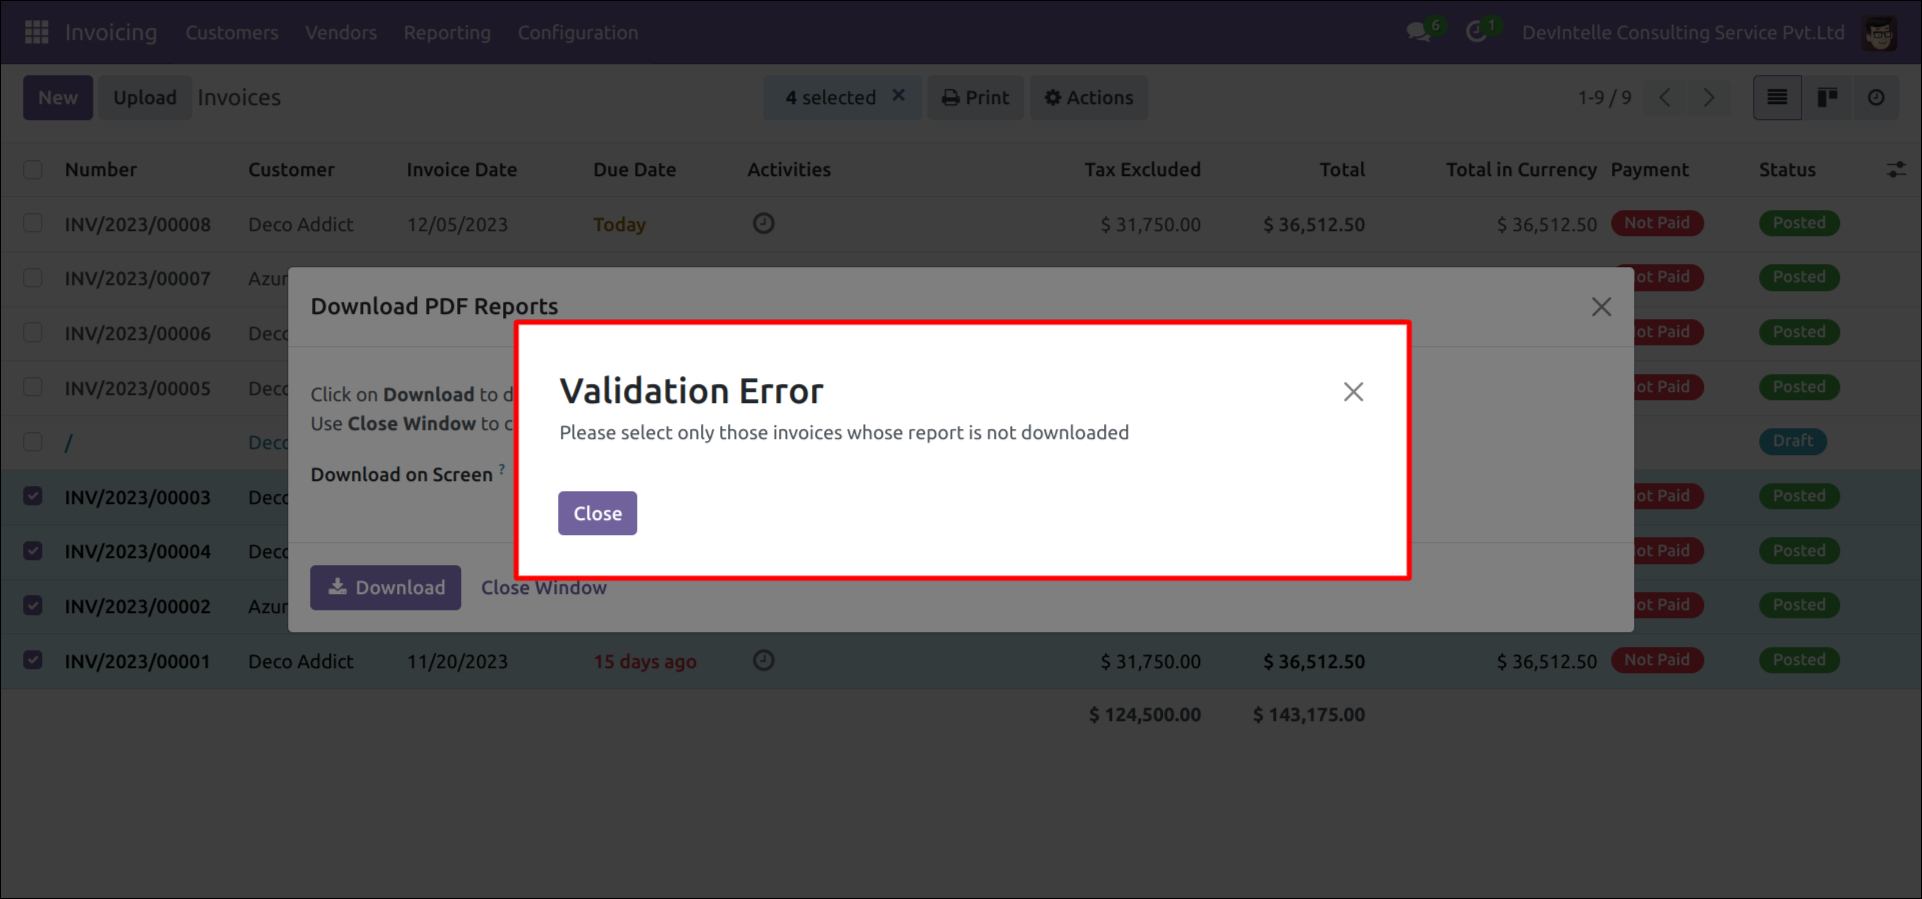 Invoicing Customers Vendors Reporting Configuration 6 1 DevIntelle Consulting Service Pvt.Ltd
New Upload Invoices 4 selected Print Actions 1-9 / 9
Number Customer Invoice Date Due Date Activities Tax Excluded Total Total in Currency Payment Status
INV/2023/00008 Deco Addict 12/05/2023 Today $ 31,750.00 $ 36,512.50 $ 36,512.50 Not Paid Posted
INV/2023/00007 Azur ot Paid Posted
Download PDF Reports
INV/2023/00006 Deco ot Paid Posted
Validation Error
INV/2023/00005 Deco Click on Download to d ot Paid Posted
Use Close Window to c
Please select only those invoices whose report is not downloaded
/ Deco Draft
Download on Screen ?
INV/2023/00003 Deco ot Paid Posted
Close
INV/2023/00004 Deco ot Paid Posted
Download Close Window
INV/2023/00002 Azur ot Paid Posted
INV/2023/00001 Deco Addict 11/20/2023 15 days ago $ 31,750.00 $ 36,512.50 $ 36,512.50 Not Paid Posted
$ 124,500.00 $ 143,175.00